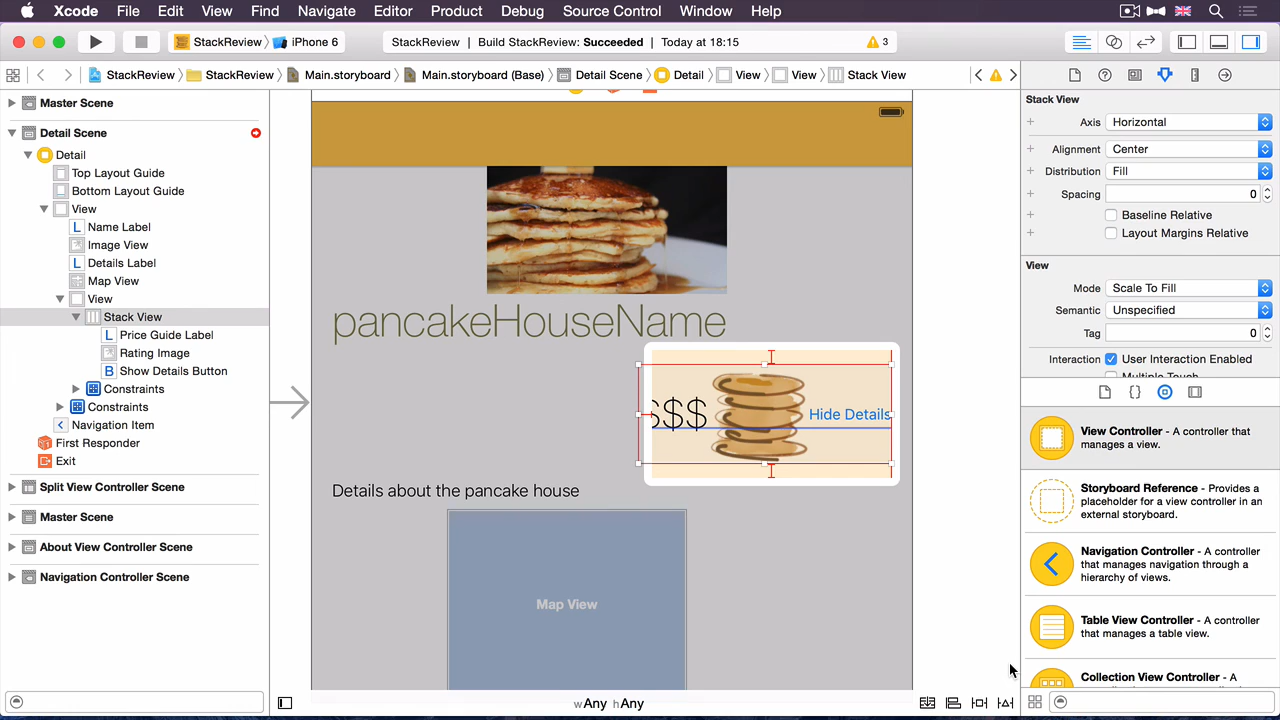 Xcode File Edit View Find Navigate Editor Product Debug Source Control Window Help
StackReview iPhone 6
StackReview | Build StackReview: Succeeded | Today at 18:15
3
StackReview StackReview Main.storyboard Main.storyboard (Base) Detail Scene Detail View View Stack View
Master Scene
Detail Scene
Detail
Top Layout Guide
Bottom Layout Guide
View
L Name Label
Image View
L Details Label
Map View
View
Stack View
L Price Guide Label
Rating Image
B Show Details Button
Constraints
Constraints
Navigation Item
First Responder
Exit
Split View Controller Scene
Master Scene
About View Controller Scene
Navigation Controller Scene
pancakeHouseName
$$$
Hide Details
Details about the pancake house
Map View
wAny hAny
Stack View
Axis Horizontal
Alignment Center
Distribution Fill
Spacing 0
Baseline Relative
Layout Margins Relative
View
Mode Scale To Fill
Semantic Unspecified
Tag 0
Interaction User Interaction Enabled
Multiple Touch
View Controller - A controller that
manages a view.
Storyboard Reference - Provides a
placeholder for a view controller in an
external storyboard.
Navigation Controller - A controller
that manages navigation through a
hierarchy of views.
Table View Controller - A controller
that manages a table view.
Collection View Controller - A